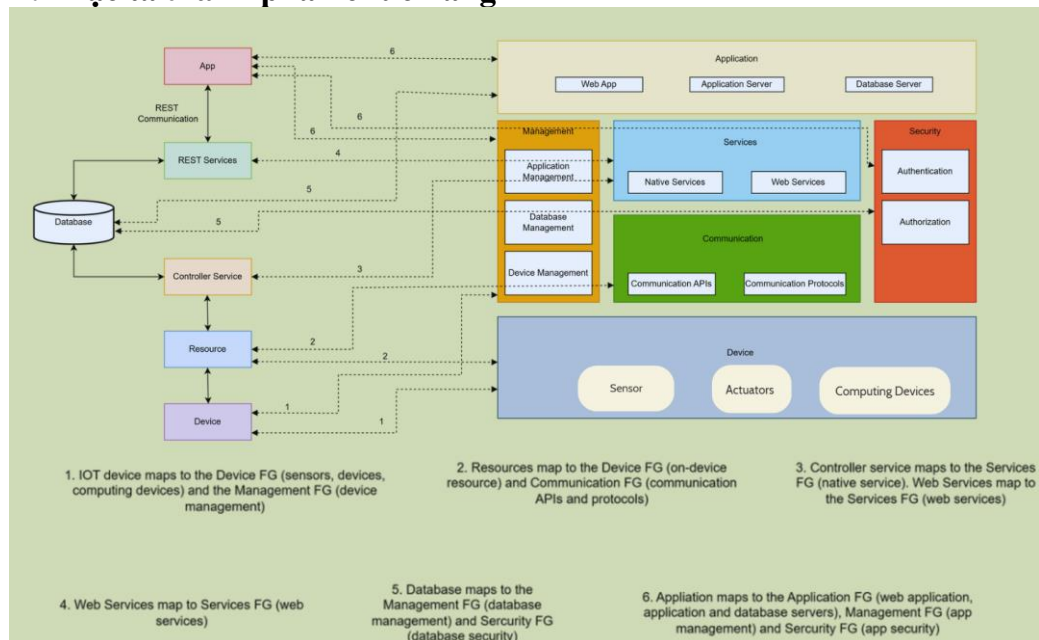 App
REST
Communication
REST Services
Database
Controller Service
Resource
Device
6
6
6
4
5
5
3
2
2
1
1
Application
Web App
Application Server
Database Server
Management
Application
Management
Database
Management
Device Management
Services
Native Services
Web Services
Communication
Communication APIs
Communication Protocols
Security
Authentication
Authorization
Device
Sensor
Actuators
Computing Devices
1. IOT device maps to the Device FG (sensors, devices,
computing devices) and the Management FG (device
management)
2. Resources map to the Device FG (on-device
resource) and Communication FG (communication
APIs and protocols)
3. Controller service maps to the Services
FG (native service). Web Services map to
the Services FG (web services)
4. Web Services map to Services FG (web
services)
5. Database maps to the
Management FG (database
management) and Sercurity FG
(database security)
6. Appliation maps to the Application FG (web application,
application and database servers), Management FG (app
management) and Sercurity FG (app security)